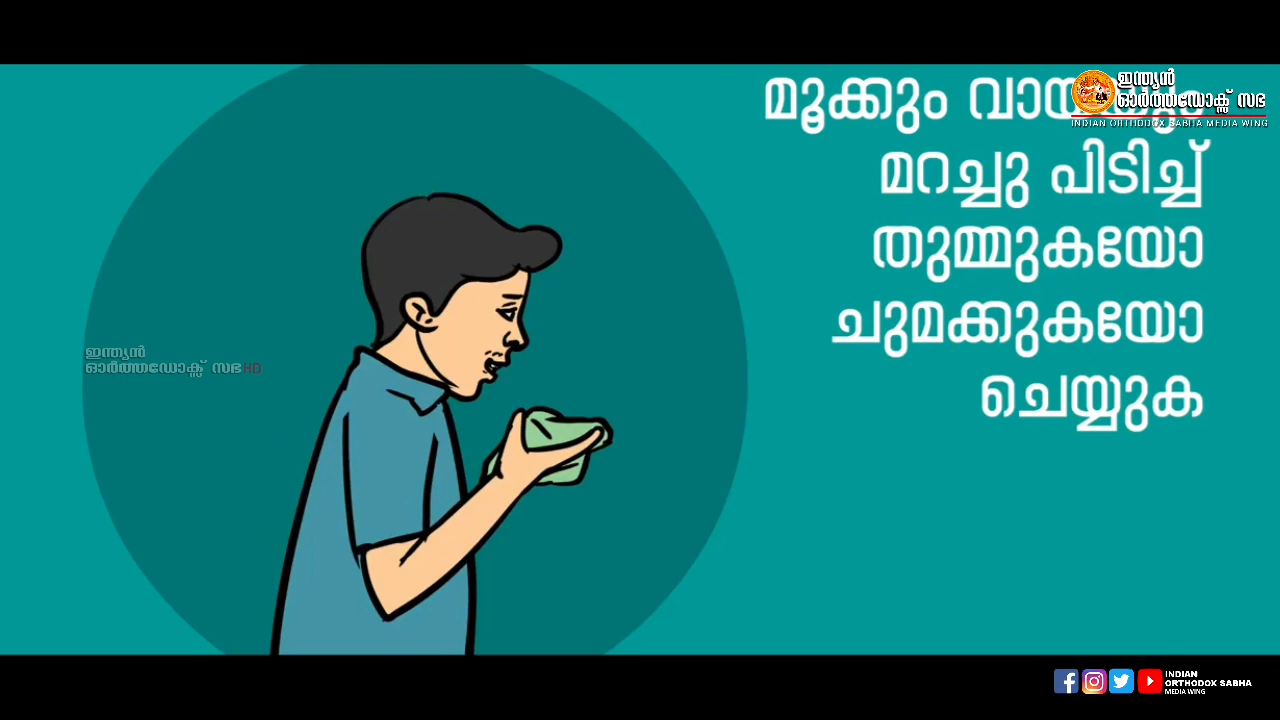 മൂക്കും
മറച്ചു പിടിച്ച്
തുമ്മുകയോ
ചുമക്കുകയോ
ചെയ്യുക
ഇന്ത്യൻ
ഓർത്തഡോക്സ് സഭ
INDIAN ORTHODOX SABHA MEDIA WING
ഇന്ത്യൻ
ഓർത്തഡോക്സ് സഭ HD
INDIAN
ORTHODOX SABHA
MEDIA WING